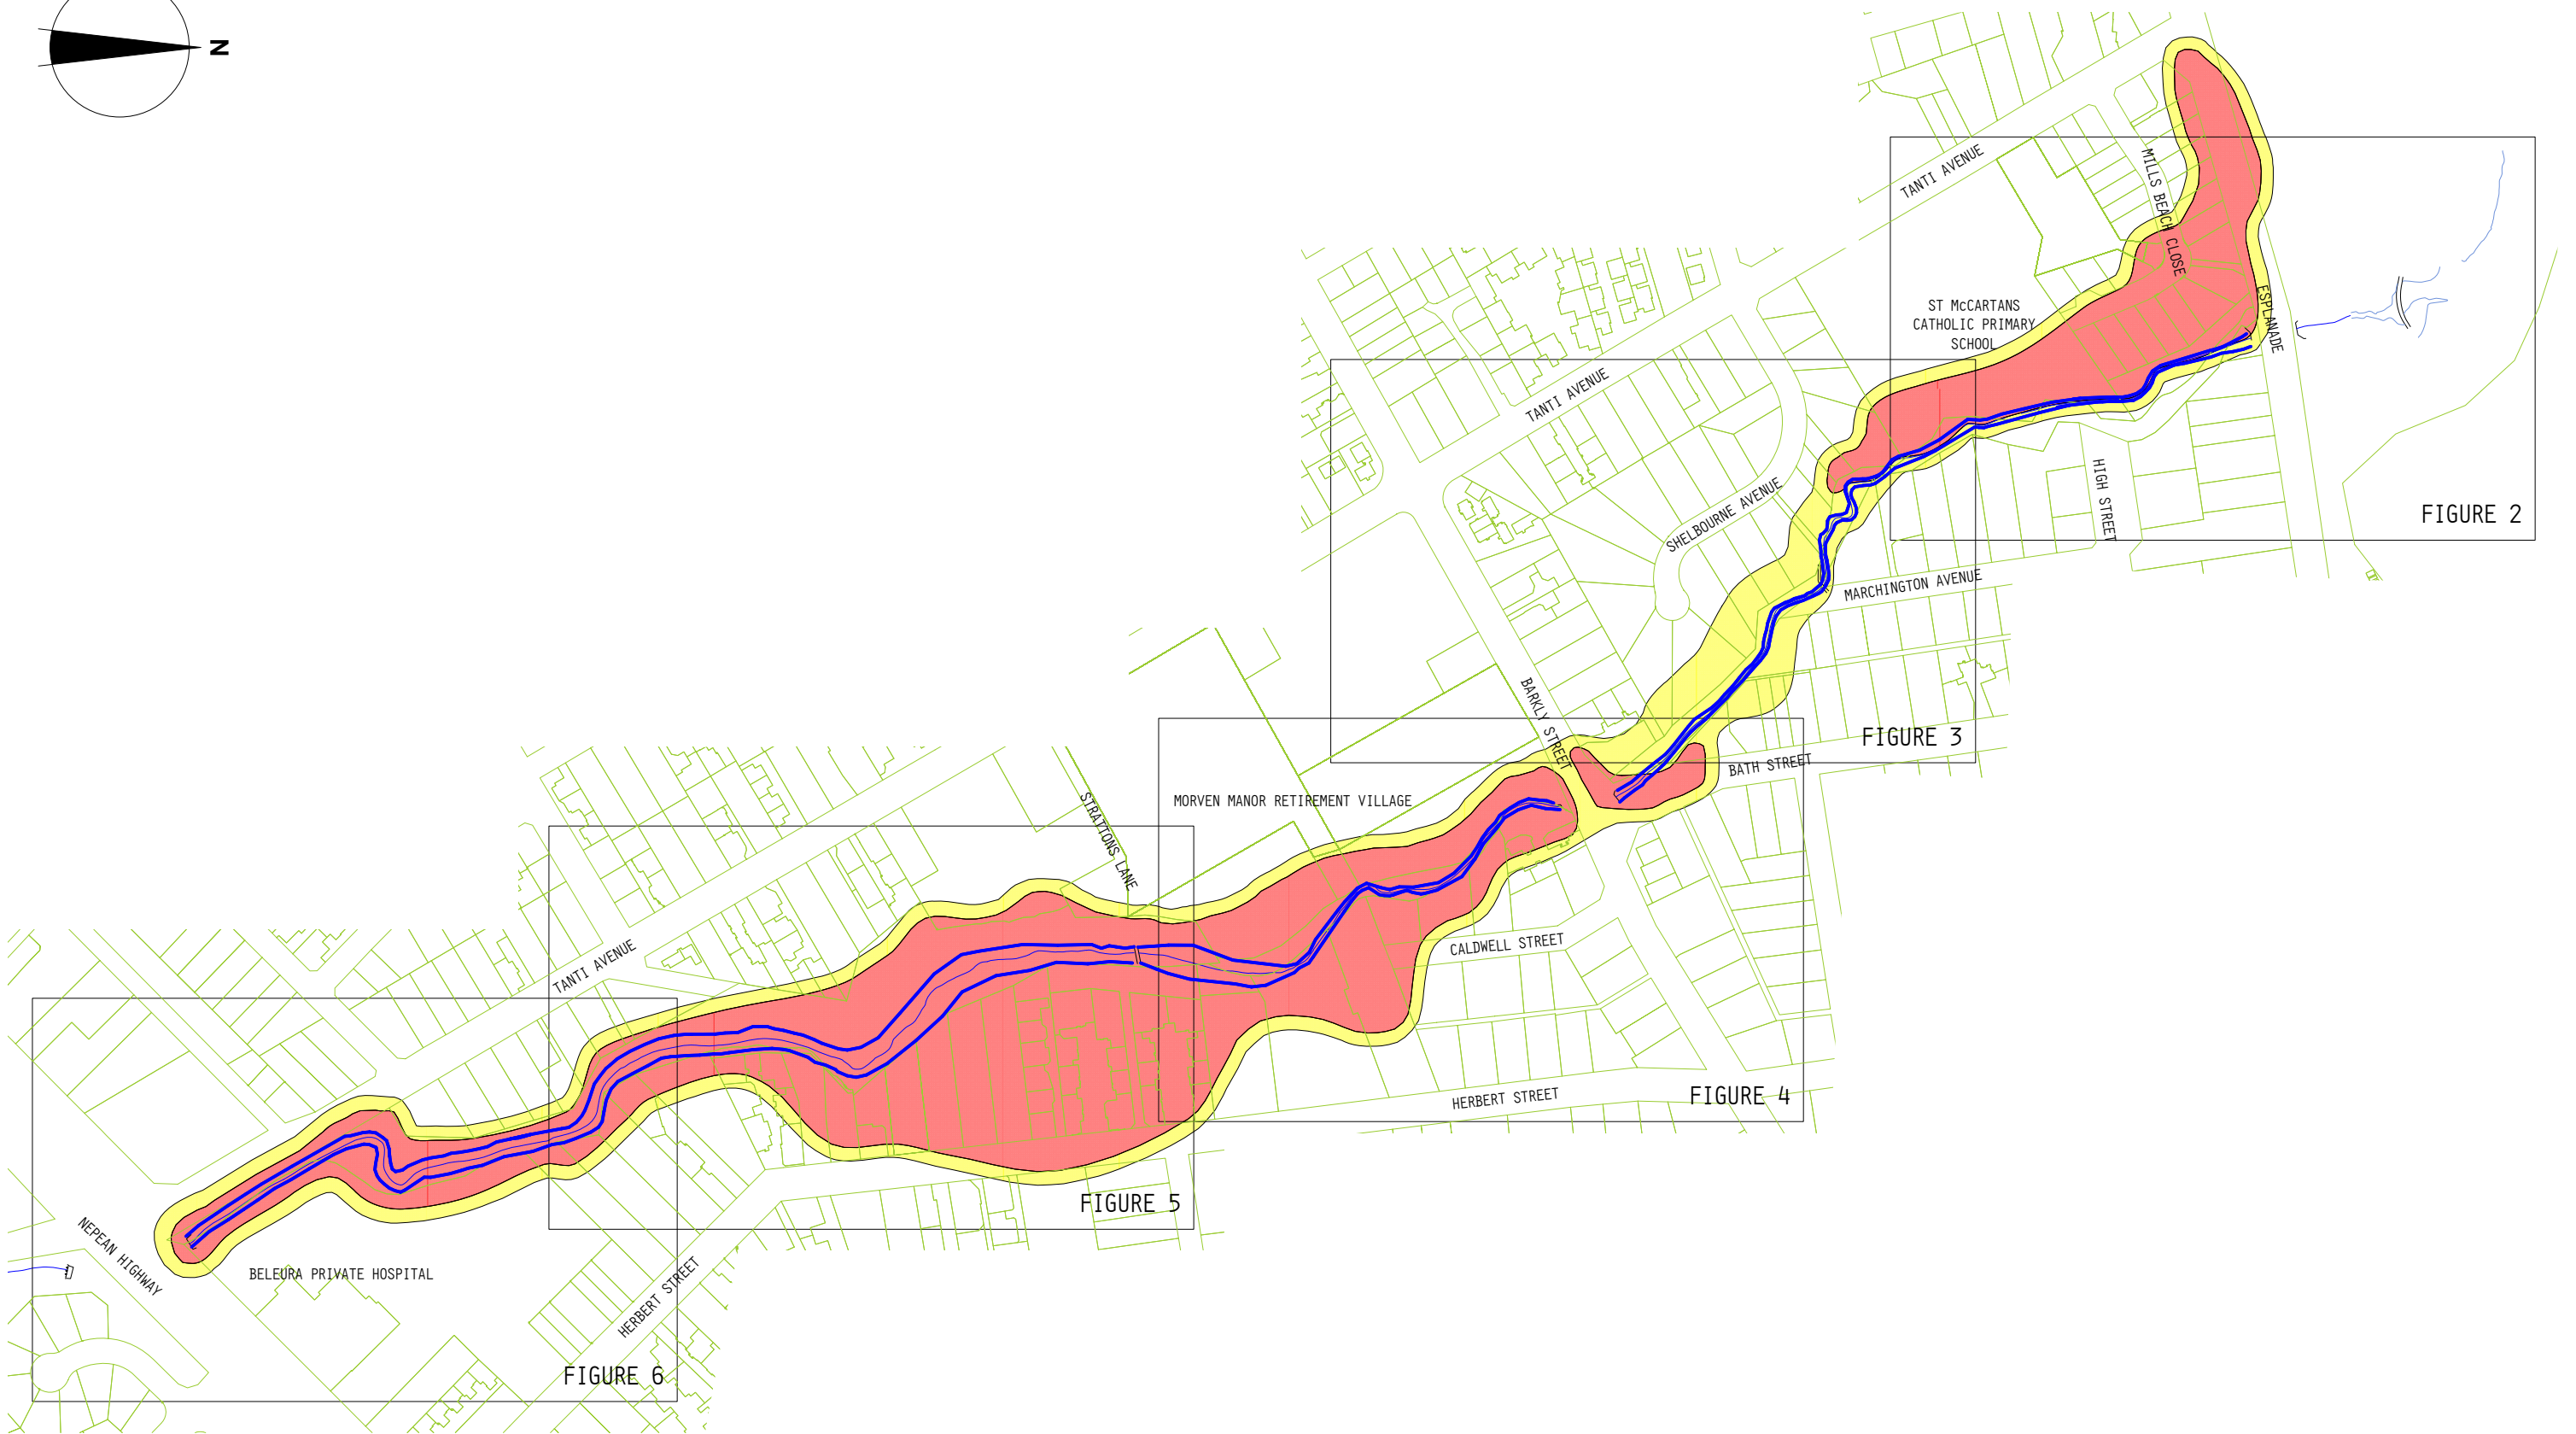 N
TANTI AVENUE
MILLS BEACH CLOSE
ESPLANADE
ST McCARTANS
CATHOLIC PRIMARY
SCHOOL
TANTI AVENUE
SHELBOURNE AVENUE
HIGH STREET
FIGURE 2
MARCHINGTON AVENUE
BARKLY STREET
FIGURE 3
BATH STREET
MORVEN MANOR RETIREMENT VILLAGE
STRATTONS LANE
CALDWELL STREET
TANTI AVENUE
HERBERT STREET
FIGURE 4
FIGURE 5
NEPEAN HIGHWAY
BELEURA PRIVATE HOSPITAL
HERBERT STREET
FIGURE 6